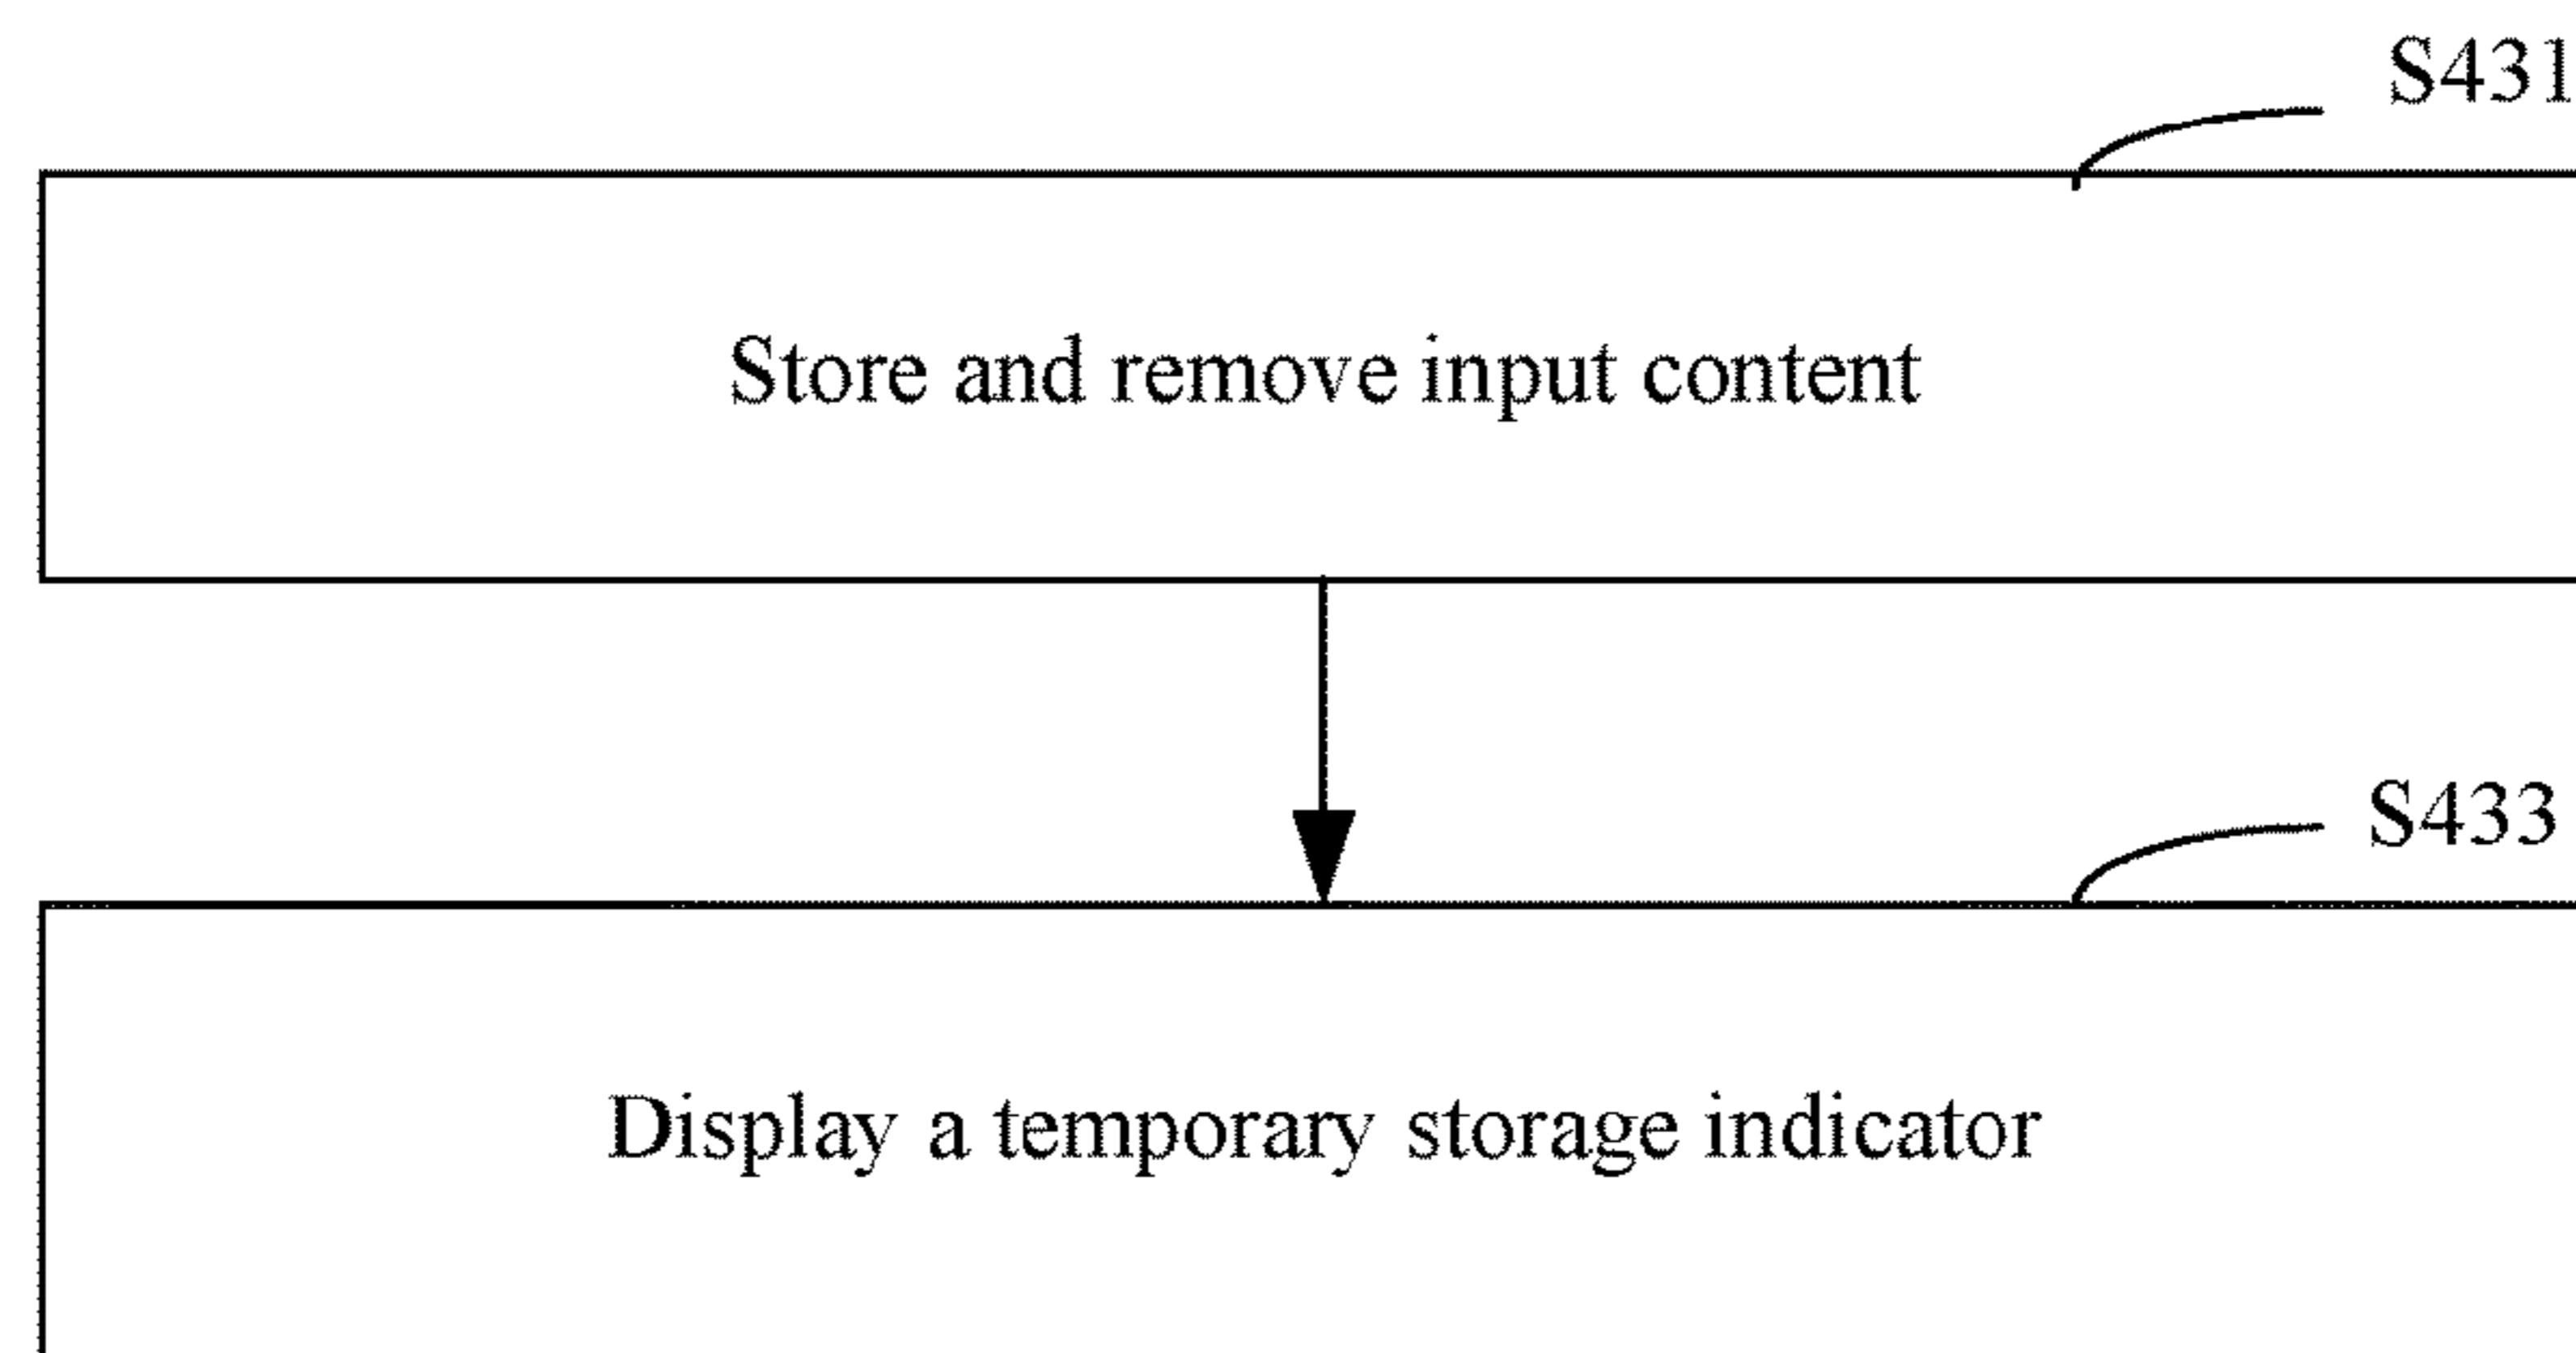 S431
Store and remove input content
S433
Display a temporary storage indicator